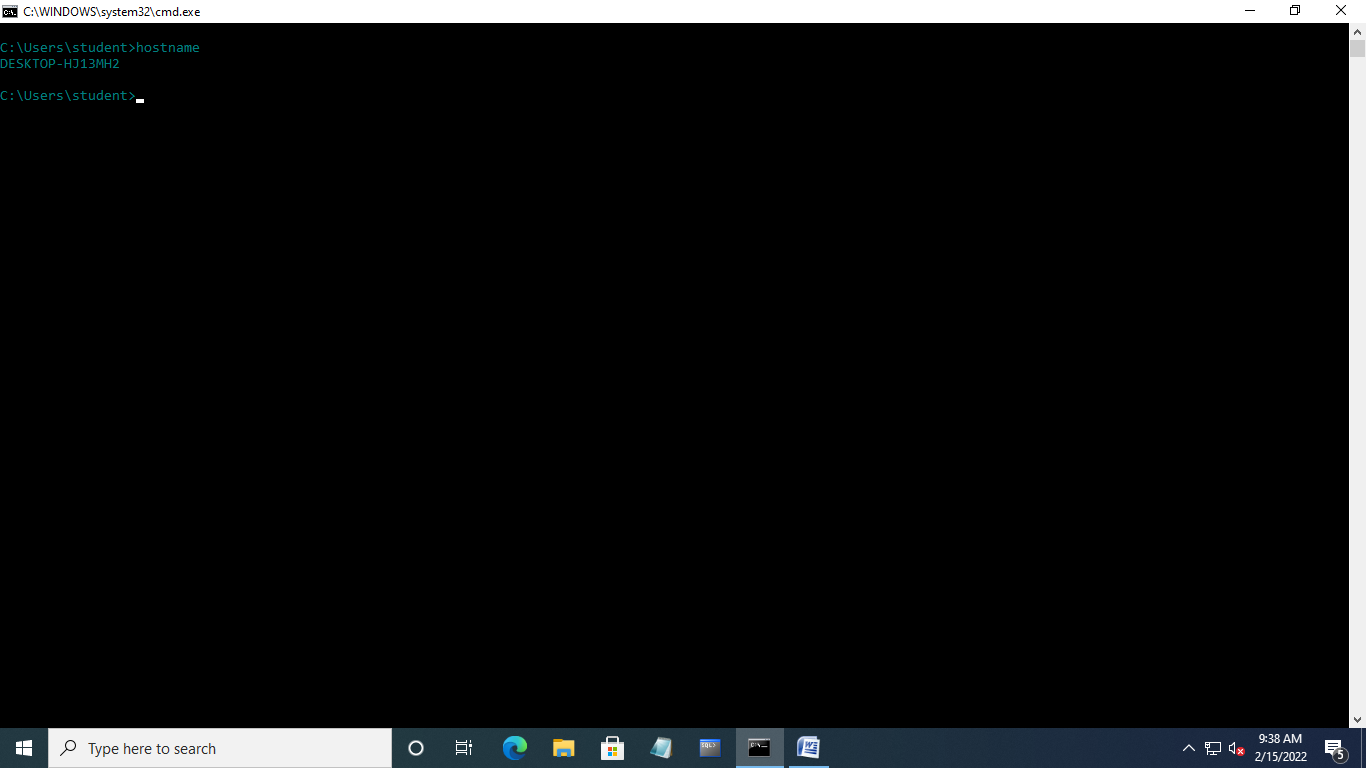 C:\WINDOWS\system32\cmd.exe
C:\Users\student>hostname
DESKTOP-HJ13MH2
C:\Users\student>
Type here to search
9:38 AM
2/15/2022
5